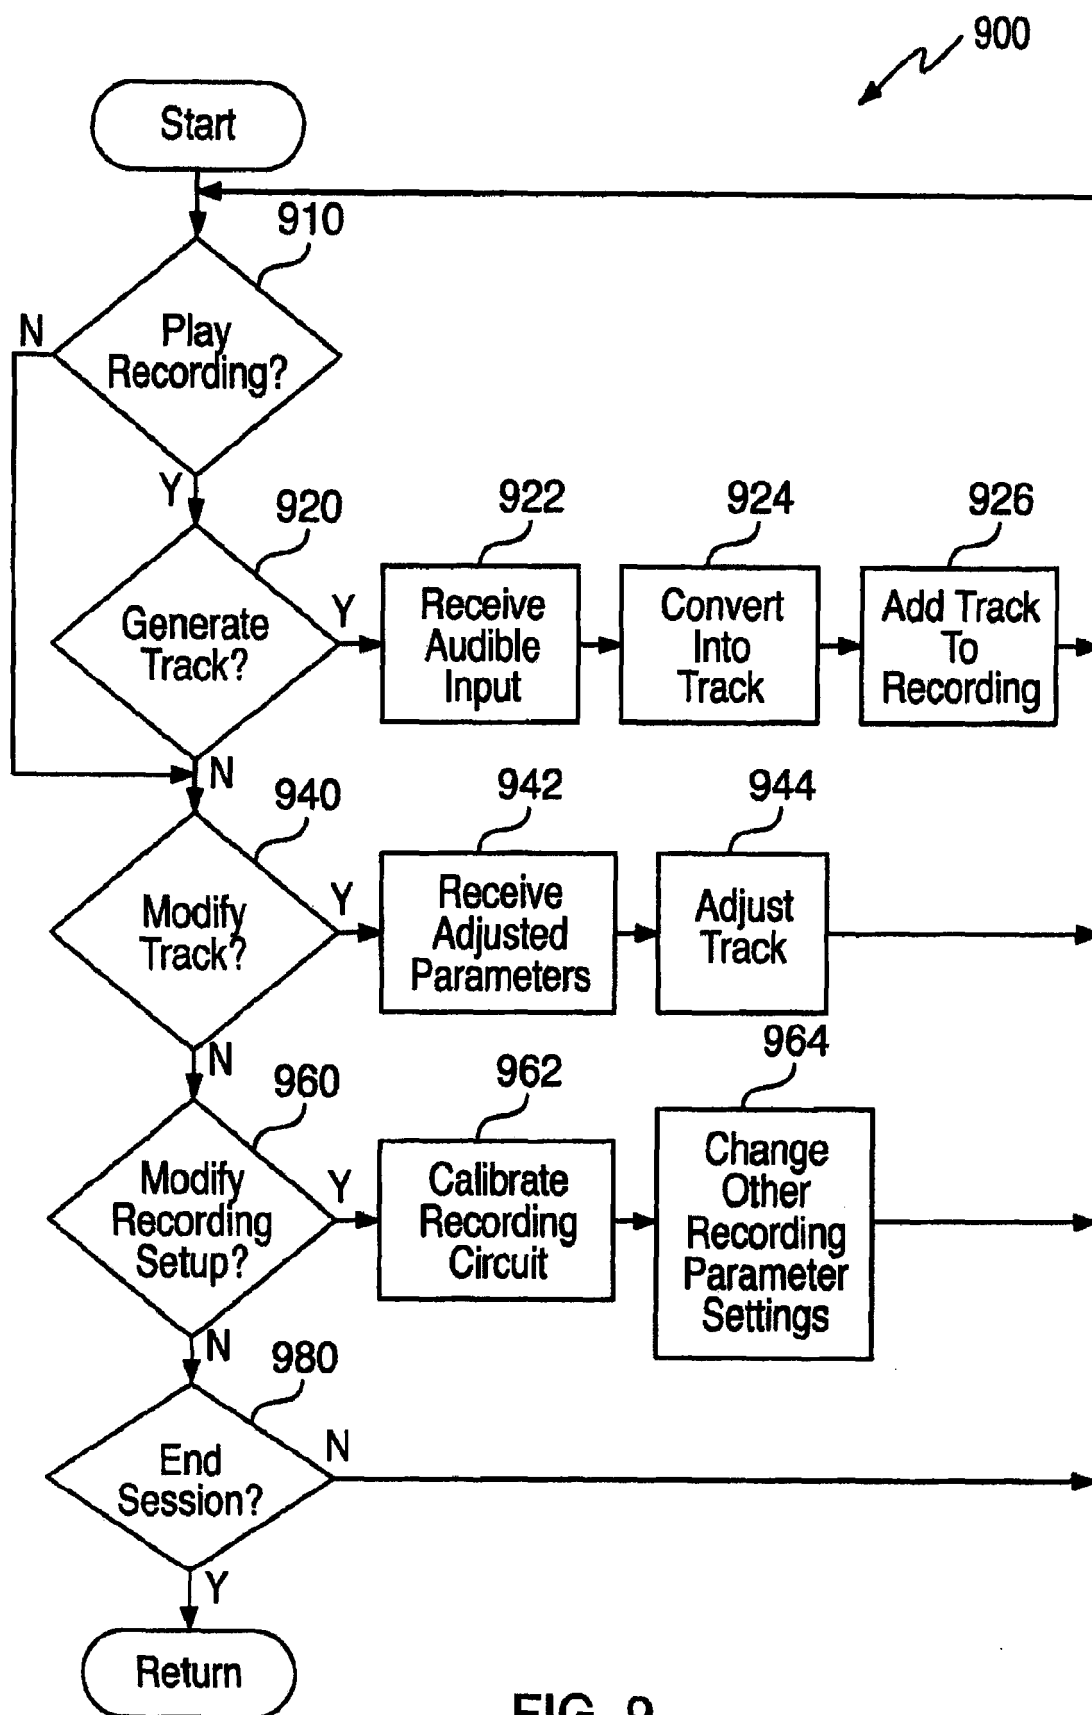 900
Start
910
Play
Recording?
N
Y
920
Generate
Track?
Y
922
Receive
Audible
Input
924
Convert
Into
Track
926
Add Track
To
Recording
N
940
Modify
Track?
Y
942
Receive
Adjusted
Parameters
944
Adjust
Track
N
960
Modify
Recording
Setup?
Y
962
Calibrate
Recording
Circuit
964
Change
Other
Recording
Parameter
Settings
N
980
End
Session?
N
Y
Return
FIG. 9